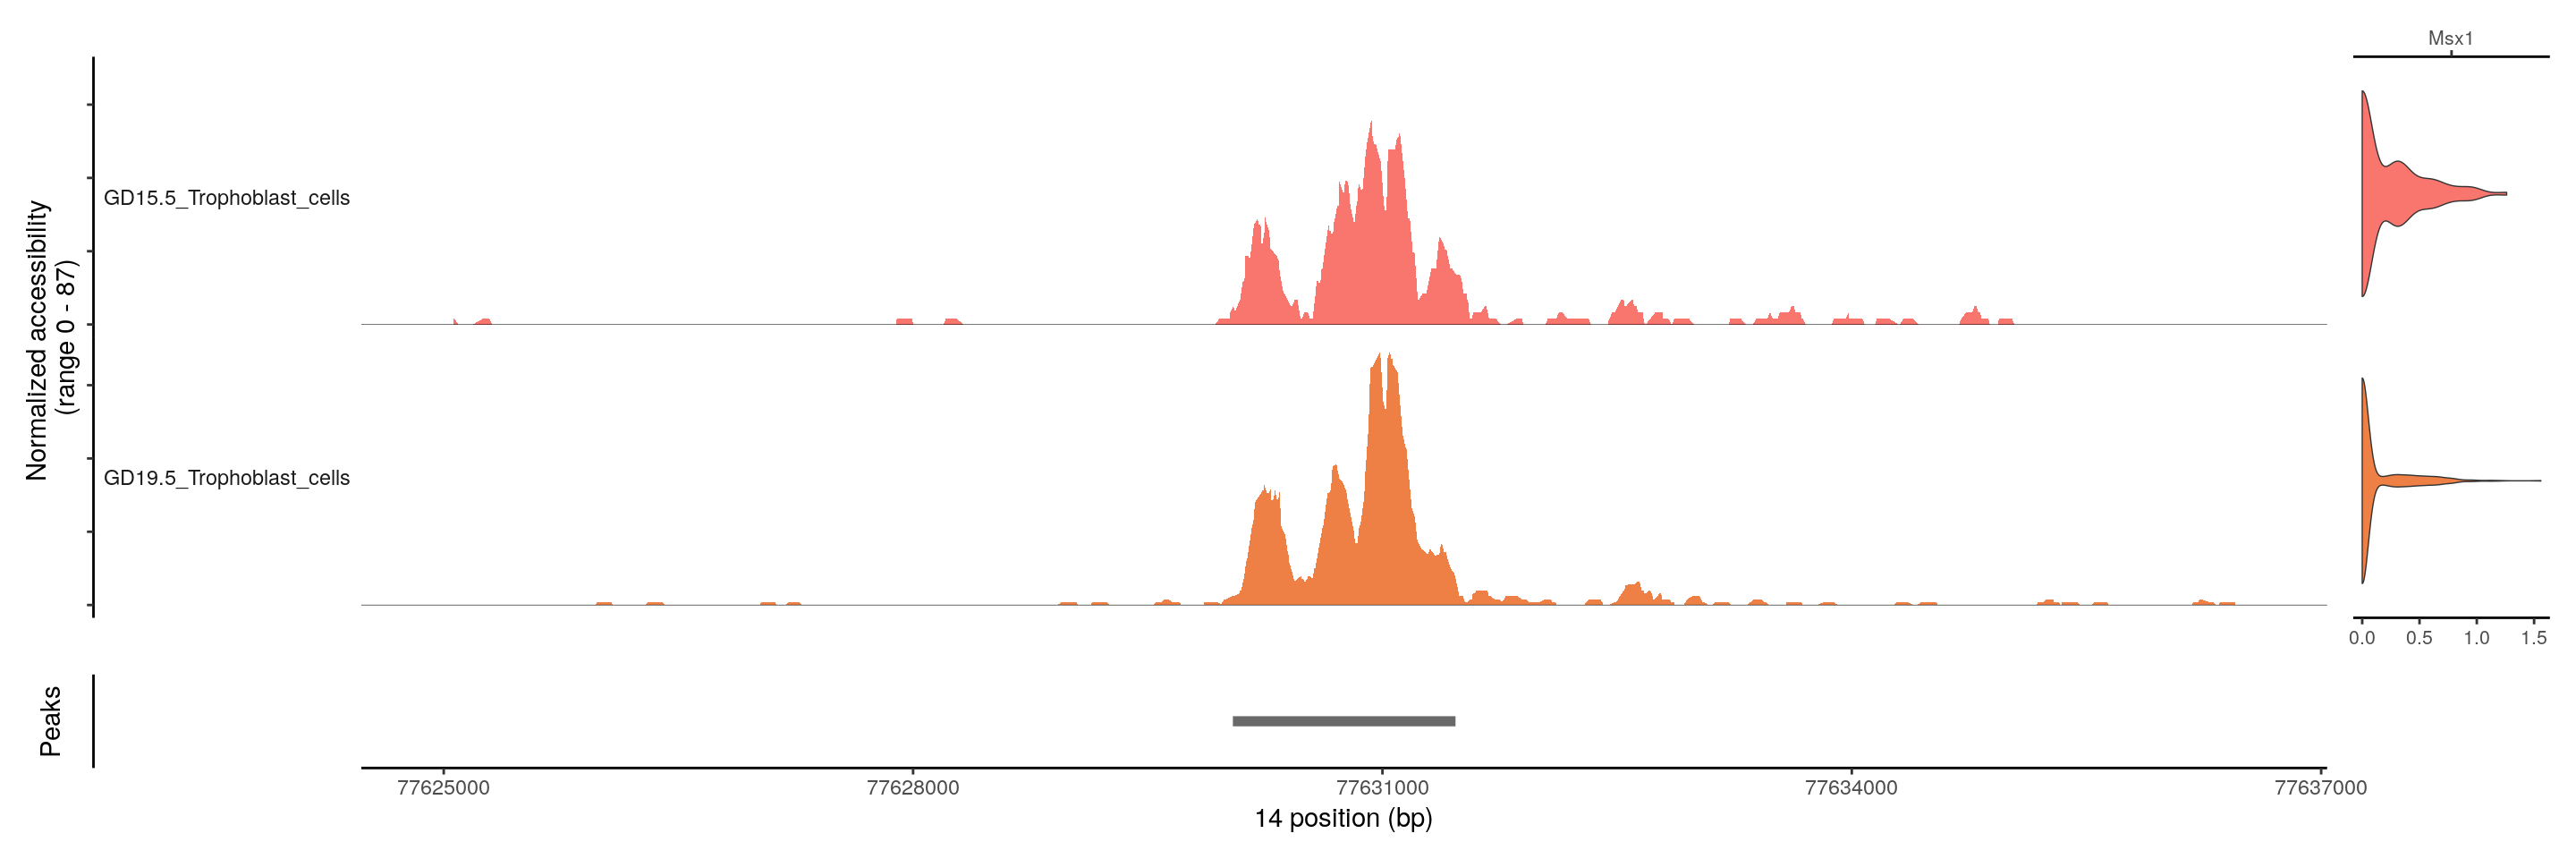 Msx1
Normalized accessibility
(range 0 - 87)
GD15.5_Trophoblast_cells
GD19.5_Trophoblast_cells
0.0 0.5 1.0 1.5
Peaks
77625000 77628000 77631000 77634000 77637000
14 position (bp)